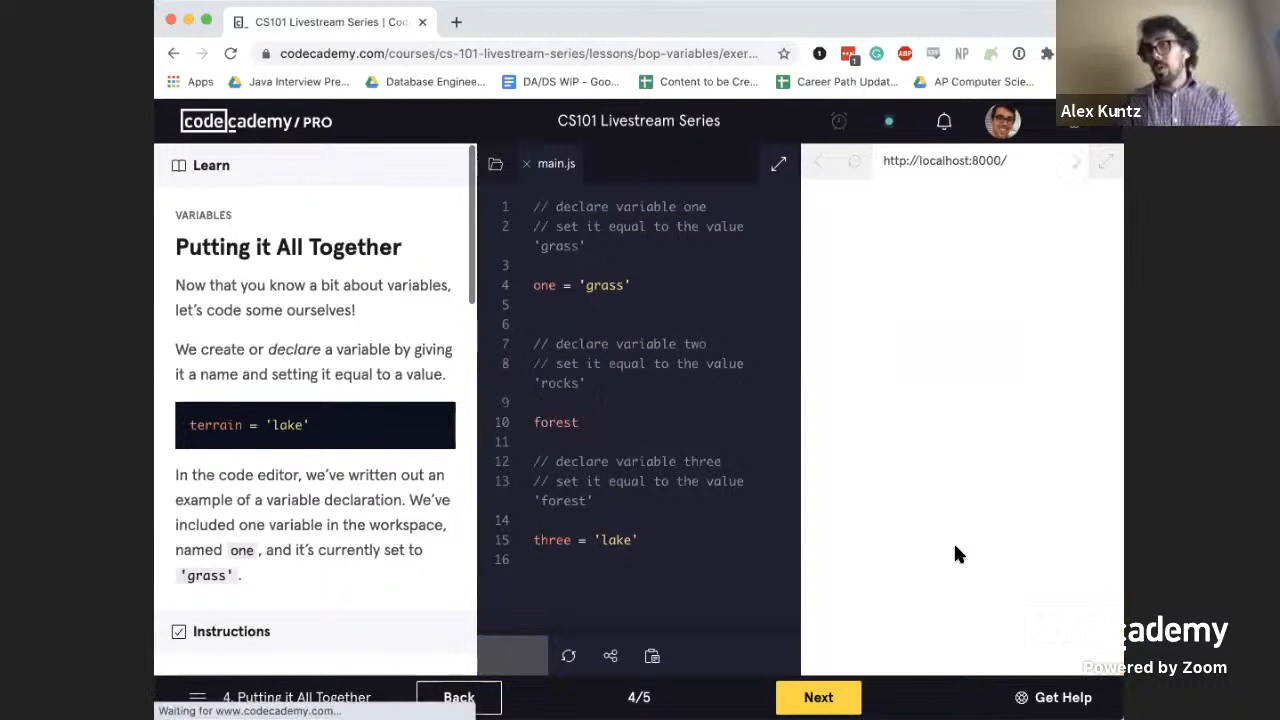 CS101 Livestream Series | Cod
codecademy.com/courses/cs-101-livestream-series/lessons/bop-variables/exer...
1
NP
Apps
Java Interview Pre...
Database Enginee...
DA/DS WIP - Goo...
Content to be Cre...
Career Path Updat...
AP Computer Scie...
Alex Kuntz
codecademy / PRO
CS101 Livestream Series
Learn
VARIABLES
Putting it All Together
Now that you know a bit about variables,
let's code some ourselves!
We create or declare a variable by giving
it a name and setting it equal to a value.
terrain = 'lake'
In the code editor, we've written out an
example of a variable declaration. We've
included one variable in the workspace,
named one , and it's currently set to
'grass' .
Instructions
main.js
1 // declare variable one
2 // set it equal to the value
'grass'
3
4 one = 'grass'
5
6
7 // declare variable two
8 // set it equal to the value
'rocks'
9
10 forest
11
12 // declare variable three
13 // set it equal to the value
'forest'
14
15 three = 'lake'
16
http://localhost:8000/
4. Putting it All Together
Back
4/5
Next
Get Help
Waiting for www.codecademy.com...
codecademy
Powered by Zoom